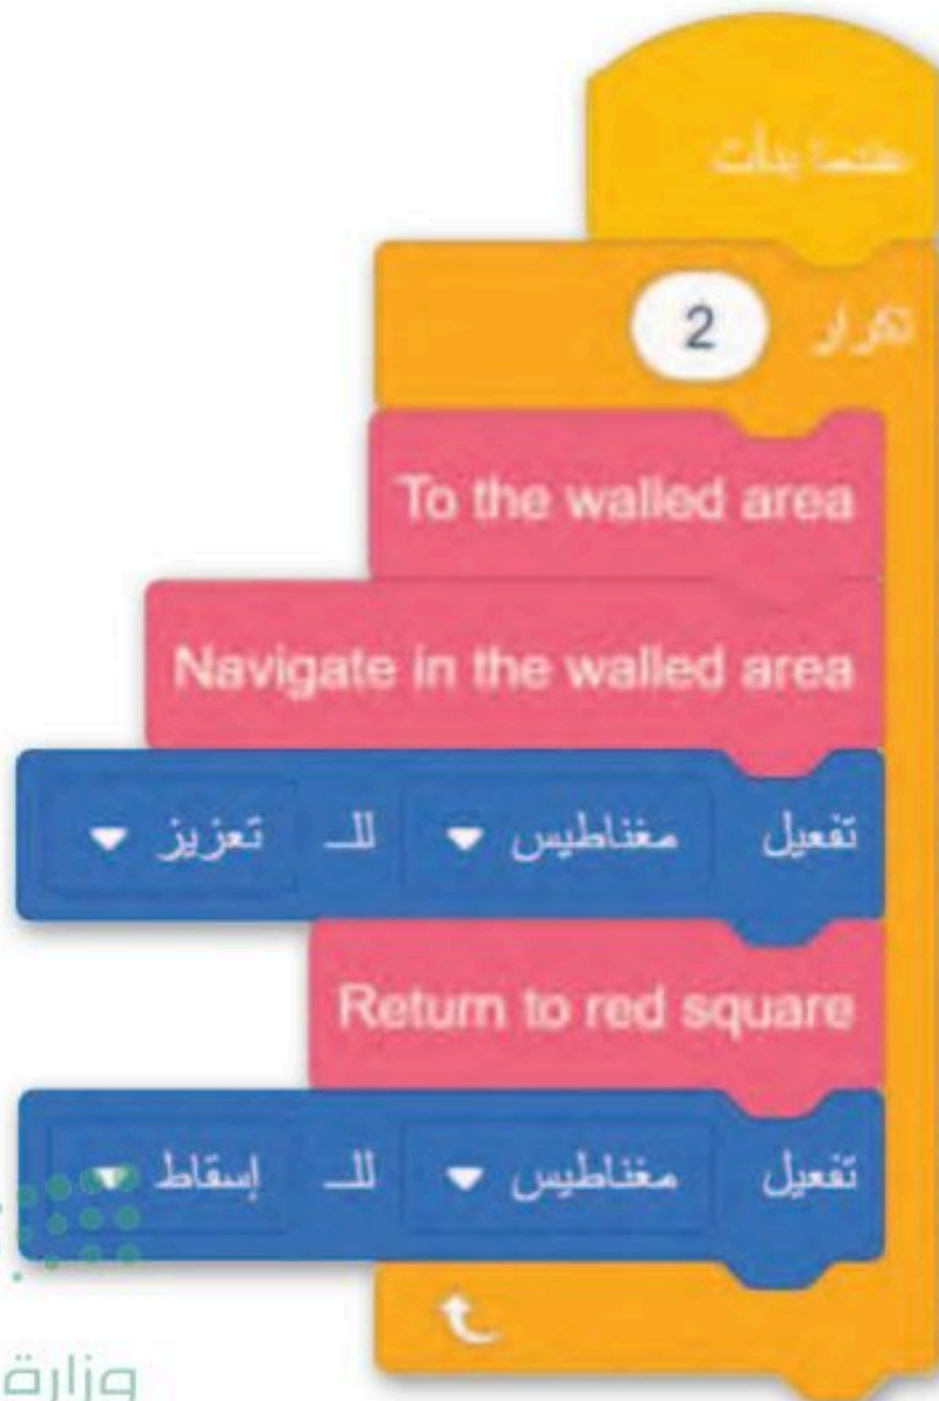 عندما بدأت
تكرار 2
To the walled area
Navigate in the walled area
تفعيل مغناطيس للـ تعزيز
Return to red square
تفعيل مغناطيس للـ إسقاط
وزارة